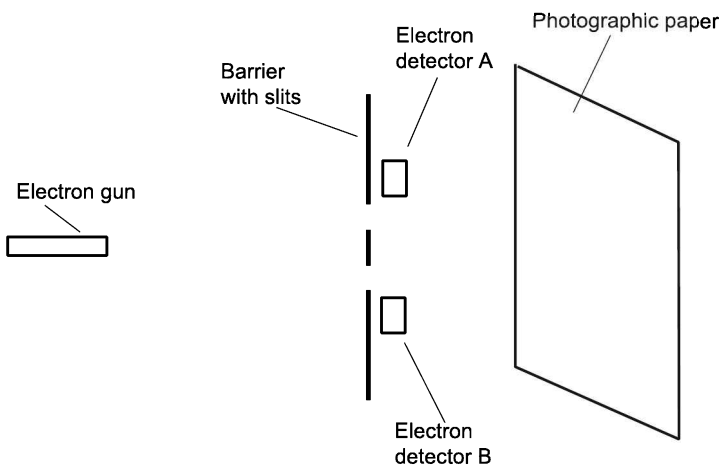 Photographic paper
Electron
detector A
Barrier
with slits
Electron gun
Electron
detector B